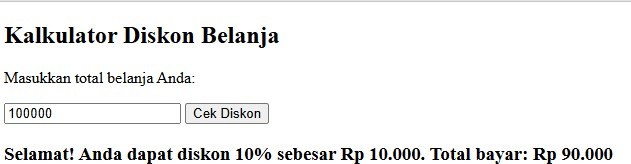 Kalkulator Diskon Belanja
Masukkan total belanja Anda:
100000 Cek Diskon
Selamat! Anda dapat diskon 10% sebesar Rp 10.000. Total bayar: Rp 90.000